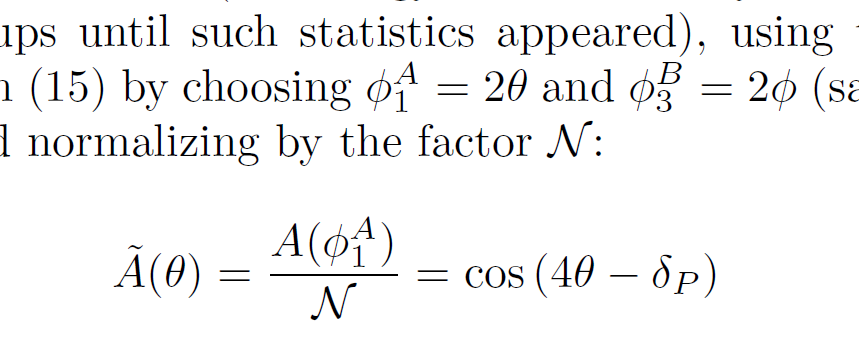 ups until such statistics appeared), using
(15) by choosing ϕ₁ᴬ = 2θ and ϕ₃ᴮ = 2ϕ (sa
normalizing by the factor 𝒩:
Ã(θ) = A(ϕ₁ᴬ) / 𝒩 = cos (4θ − δ_P)